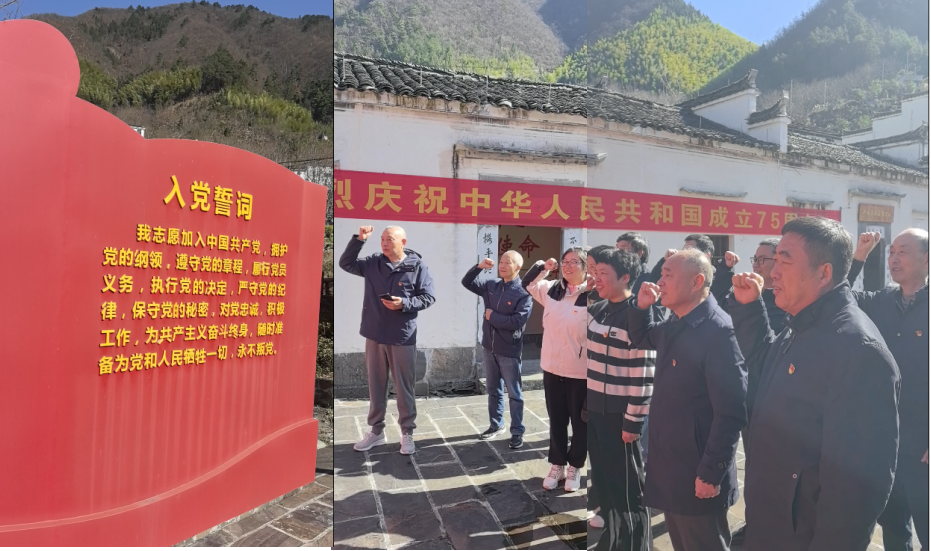 入党誓词
我志愿加入中国共产党，拥护
党的纲领，遵守党的章程，履行党员
义务，执行党的决定，严守党的纪
律，保守党的秘密，对党忠诚，积极
工作，为共产主义奋斗终身，随时准
备为党和人民牺牲一切，永不叛党。
烈庆祝中华人民共和国成立75周
使命